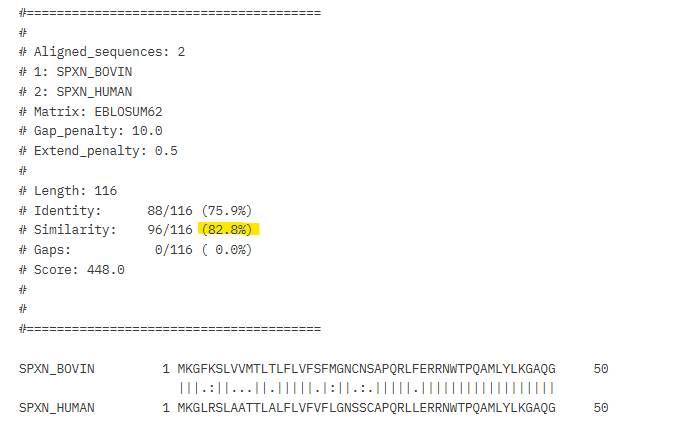 #=======================================
#
# Aligned_sequences: 2
# 1: SPXN_BOVIN
# 2: SPXN_HUMAN
# Matrix: EBLOSUM62
# Gap_penalty: 10.0
# Extend_penalty: 0.5
#
# Length: 116
# Identity:      88/116 (75.9%)
# Similarity:    96/116 (82.8%)
# Gaps:           0/116 ( 0.0%)
# Score: 448.0
#
#
#=======================================
SPXN_BOVIN         1 MKGFKSLVVMTLTLFLVFSFMGNCNSAPQRLFERRNWTPQAMLYLKGAQG     50
                     |||.:||...||.|||||.|:||.:.|||||.||||||||||||||||||
SPXN_HUMAN         1 MKGLRSLAATTLALFLVFVFLGNSSCAPQRLLERRNWTPQAMLYLKGAQG     50